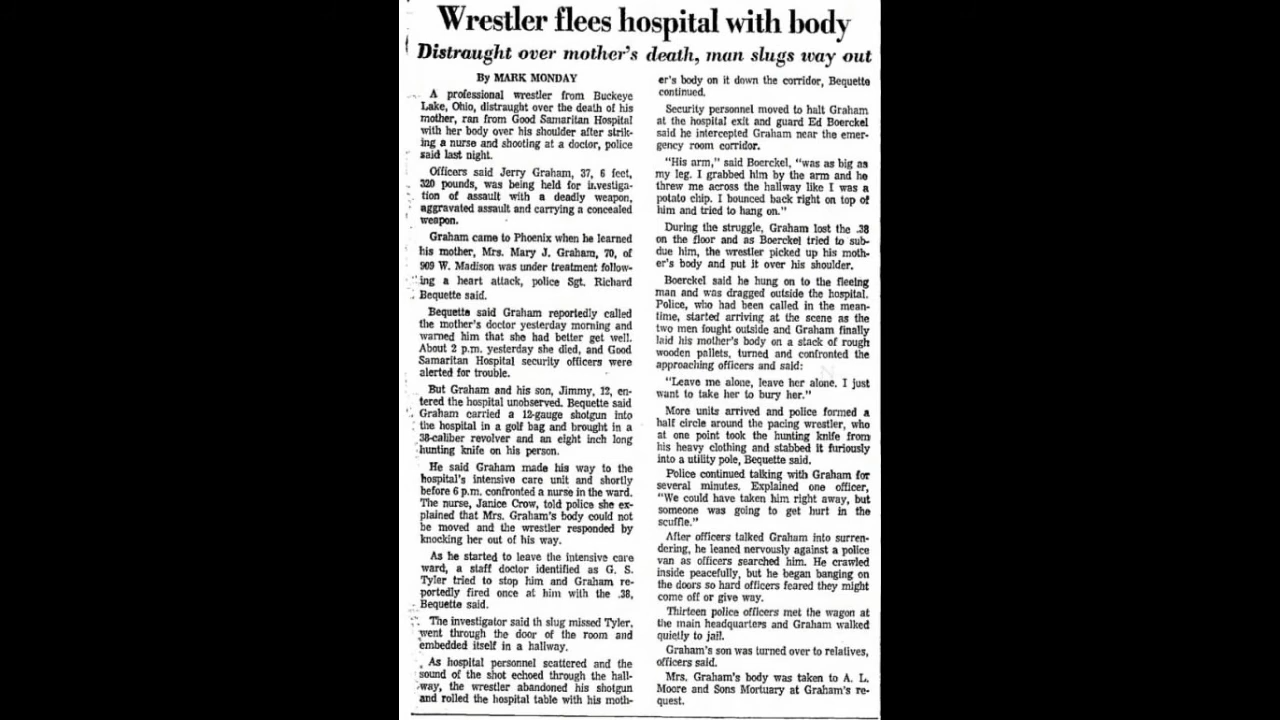 Wrestler flees hospital with body
Distraught over mother's death, man slugs way out
By MARK MONDAY
A professional wrestler from Buckeye
Lake, Ohio, distraught over the death of his
mother, ran from Good Samaritan Hospital
with her body over his shoulder after strik-
ing a nurse and shooting at a doctor, police
said last night.
Officers said Jerry Graham, 37, 6 feet,
320 pounds, was being held for investiga-
tion of assault with a deadly weapon,
aggravated assault and carrying a concealed
weapon.
Graham came to Phoenix when he learned
his mother, Mrs. Mary J. Graham, 70, of
909 W. Madison was under treatment follow-
ing a heart attack, police Sgt. Richard
Bequette said.
Bequette said Graham reportedly called
the mother's doctor yesterday morning and
warned him that she had better get well.
About 2 p.m. yesterday she died, and Good
Samaritan Hospital security officers were
alerted for trouble.
But Graham and his son, Jimmy, 12, en-
tered the hospital unobserved. Bequette said
Graham carried a 12-gauge shotgun into
the hospital in a golf bag and brought in a
38-caliber revolver and an eight inch long
hunting knife on his person.
He said Graham made his way to the
hospital's intensive care unit and shortly
before 6 p.m. confronted a nurse in the ward.
The nurse, Janice Crow, told police she ex-
plained that Mrs. Graham's body could not
be moved and the wrestler responded by
knocking her out of his way.
As he started to leave the intensive care
ward, a staff doctor identified as G. S.
Tyler tried to stop him and Graham re-
portedly fired once at him with the .38,
Bequette said.
The investigator said th slug missed Tyler,
went through the door of the room and
embedded itself in a hallway.
As hospital personnel scattered and the
sound of the shot echoed through the hall-
way, the wrestler abandoned his shotgun
and rolled the hospital table with his moth-
er's body on it down the corridor, Bequette
continued.
Security personnel moved to halt Graham
at the hospital exit and guard Ed Boerckel
said he intercepted Graham near the emer-
gency room corridor.
"His arm," said Boerckel, "was as big as
my leg. I grabbed him by the arm and he
threw me across the hallway like I was a
potato chip. I bounced back right on top of
him and tried to hang on."
During the struggle, Graham lost the .38
on the floor and as Boerckel tried to sub-
due him, the wrestler picked up his moth-
er's body and put it over his shoulder.
Boerckel said he hung on to the fleeing
man and was dragged outside the hospital.
Police, who had been called in the mean-
time, started arriving at the scene as the
two men fought outside and Graham finally
laid his mother's body on a stack of rough
wooden pallets, turned and confronted the
approaching officers and said:
"Leave me alone, leave her alone. I just
want to take her to bury her."
More units arrived and police formed a
half circle around the pacing wrestler, who
at one point took the hunting knife from
his heavy clothing and stabbed it furiously
into a utility pole, Bequette said.
Police continued talking with Graham for
several minutes. Explained one officer,
"We could have taken him right away, but
someone was going to get hurt in the
scuffle."
After officers talked Graham into surren-
dering, he leaned nervously against a police
van as officers searched him. He crawled
inside peacefully, but he began banging on
the doors so hard officers feared they might
come off or give way.
Thirteen police officers met the wagon at
the main headquarters and Graham walked
quietly to jail.
Graham's son was turned over to relatives,
officers said.
Mrs. Graham's body was taken to A. L.
Moore and Sons Mortuary at Graham's re-
quest.